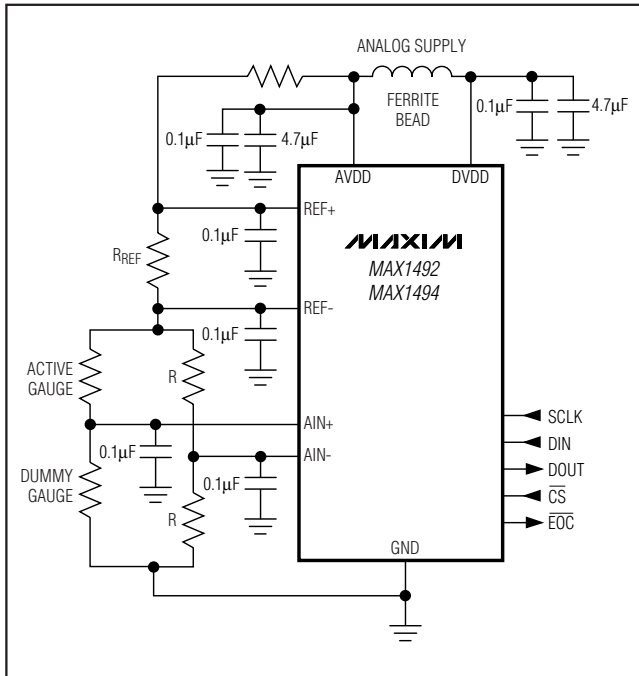 ANALOG SUPPLY
FERRITE
BEAD
0.1µF
4.7µF
0.1µF
4.7µF
AVDD
DVDD
REF+
0.1µF
MAXIM
MAX1492
MAX1494
RREF
REF-
0.1µF
ACTIVE
GAUGE
R
AIN+
0.1µF
AIN-
DUMMY
GAUGE
0.1µF
R
GND
SCLK
DIN
DOUT
CS
EOC